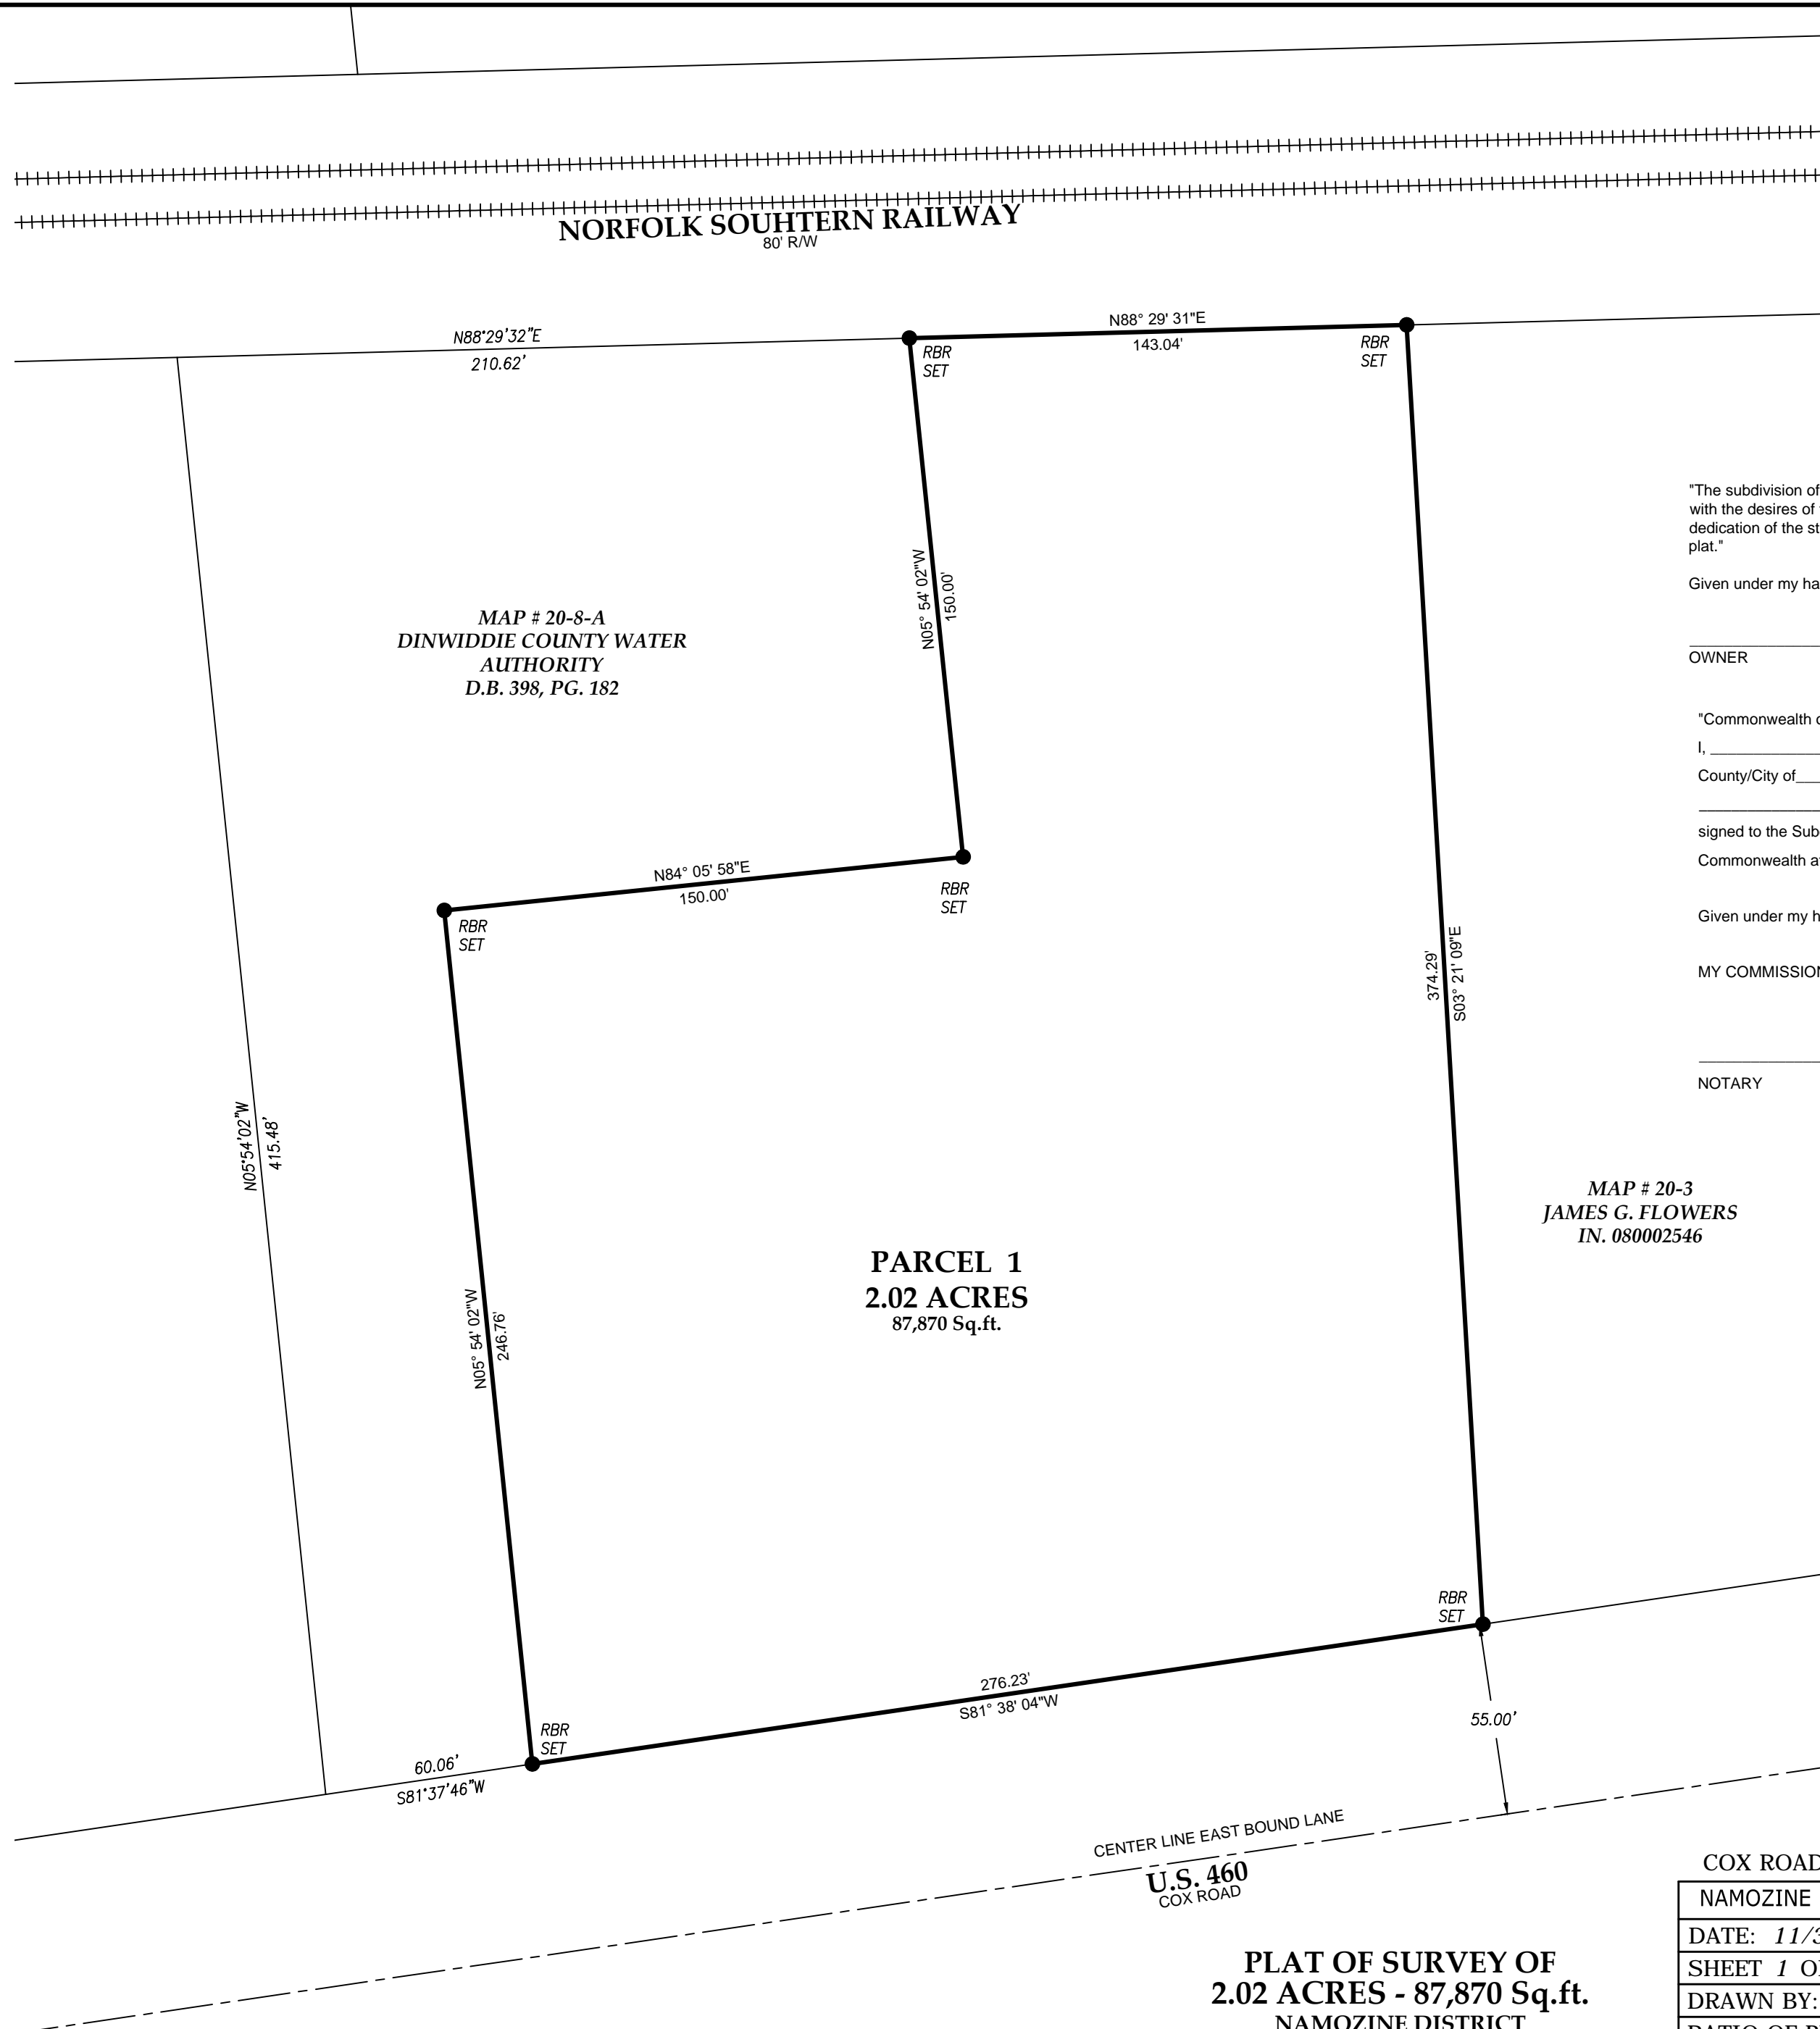 NORFOLK SOUHTERN RAILWAY
80' R/W
N88°29'32"E
210.62'
N88° 29' 31"E
143.04'
RBR
SET
RBR
SET
"The subdivision of
with the desires of
dedication of the st
plat."
Given under my ha
OWNER
N05° 54' 02"W
150.00'
MAP # 20-8-A
DINWIDDIE COUNTY WATER
AUTHORITY
D.B. 398, PG. 182
"Commonwealth
I, ____________
County/City of___
signed to the Sub
Commonwealth a
Given under my h
MY COMMISSION
NOTARY
N84° 05' 58"E
150.00'
RBR
SET
RBR
SET
374.29'
S03° 21' 09"E
N05°54'02"W
415.48'
MAP # 20-3
JAMES G. FLOWERS
IN. 080002546
PARCEL 1
2.02 ACRES
87,870 Sq.ft.
N05° 54' 02"W
246.76'
RBR
SET
276.23'
S81° 38' 04"W
55.00'
RBR
SET
60.06'
S81°37'46"W
CENTER LINE EAST BOUND LANE
U.S. 460
COX ROAD
COX ROAD
NAMOZINE
DATE: 11/3
SHEET 1 O
DRAWN BY:
PLAT OF SURVEY OF
2.02 ACRES - 87,870 Sq.ft.
NAMOZINE DISTRICT